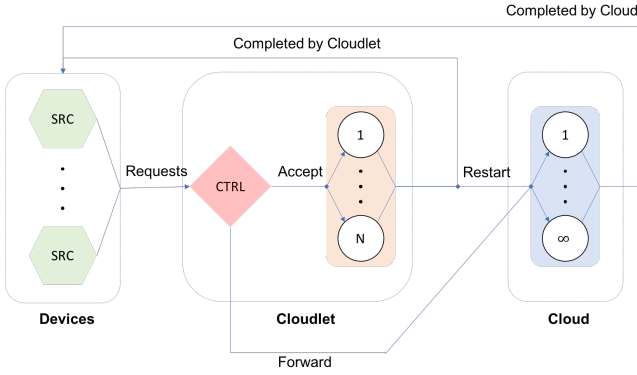 Completed by Cloud
Completed by Cloudlet
SRC
1
1
Requests
CTRL
Accept
Restart
SRC
N
∞
Devices
Cloudlet
Cloud
Forward